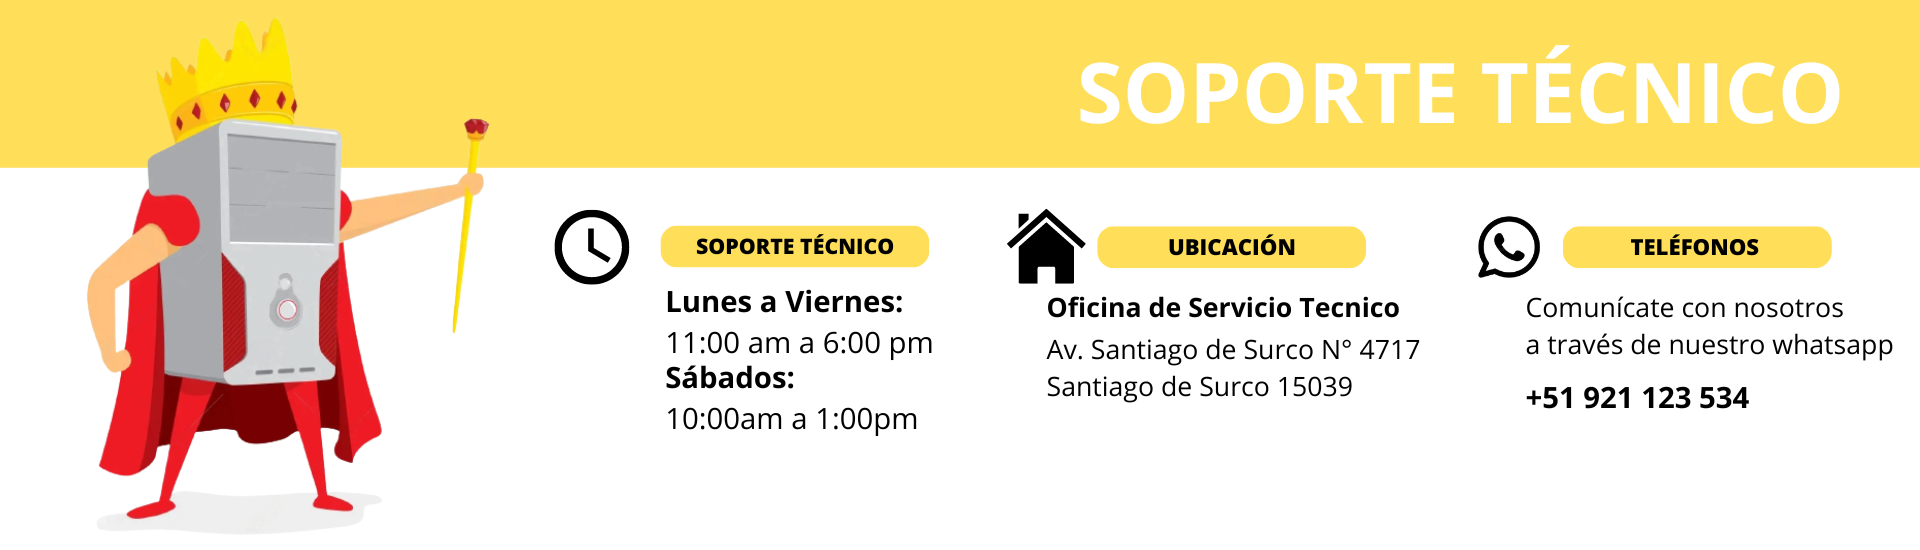 SOPORTE TÉCNICO
SOPORTE TÉCNICO
Lunes a Viernes:
11:00 am a 6:00 pm
Sábados:
10:00am a 1:00pm
UBICACIÓN
Oficina de Servicio Tecnico
Av. Santiago de Surco N° 4717
Santiago de Surco 15039
TELÉFONOS
Comunícate con nosotros
a través de nuestro whatsapp
+51 921 123 534